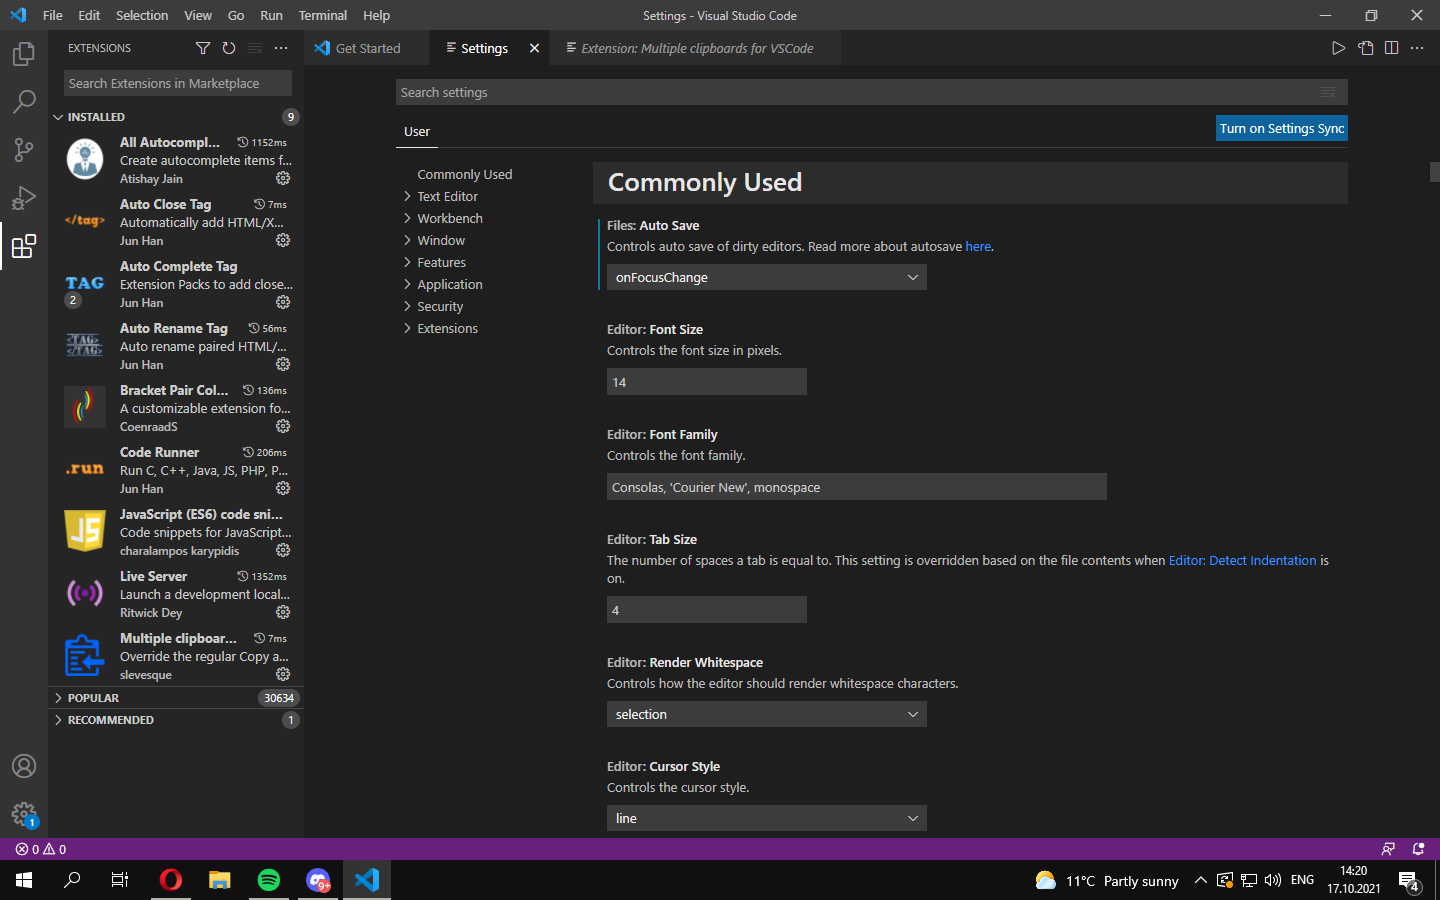 File Edit Selection View Go Run Terminal Help
Settings - Visual Studio Code
EXTENSIONS
Get Started
Settings
Extension: Multiple clipboards for VSCode
Search Extensions in Marketplace
INSTALLED 9
All Autocompl... 1152ms
Create autocomplete items f...
Atishay Jain
</tag>
Auto Close Tag 7ms
Automatically add HTML/X...
Jun Han
TAG
2
Auto Complete Tag
Extension Packs to add close...
Jun Han
<TAG>
</TAG>
Auto Rename Tag 56ms
Auto rename paired HTML/...
Jun Han
Bracket Pair Col... 136ms
A customizable extension fo...
CoenraadS
.run
Code Runner 206ms
Run C, C++, Java, JS, PHP, P...
Jun Han
JS
JavaScript (ES6) code sni...
Code snippets for JavaScript...
charalampos karypidis
Live Server 1352ms
Launch a development local...
Ritwick Dey
Multiple clipboar... 7ms
Override the regular Copy a...
slevesque
POPULAR 30634
RECOMMENDED 1
Search settings
User
Turn on Settings Sync
Commonly Used
Text Editor
Workbench
Window
Features
Application
Security
Extensions
Commonly Used
Files: Auto Save
Controls auto save of dirty editors. Read more about autosave here.
onFocusChange
Editor: Font Size
Controls the font size in pixels.
14
Editor: Font Family
Controls the font family.
Consolas, 'Courier New', monospace
Editor: Tab Size
The number of spaces a tab is equal to. This setting is overridden based on the file contents when Editor: Detect Indentation is
on.
4
Editor: Render Whitespace
Controls how the editor should render whitespace characters.
selection
Editor: Cursor Style
Controls the cursor style.
line
1
0 0
9+
11°C Partly sunny
ENG
14:20
17.10.2021
4